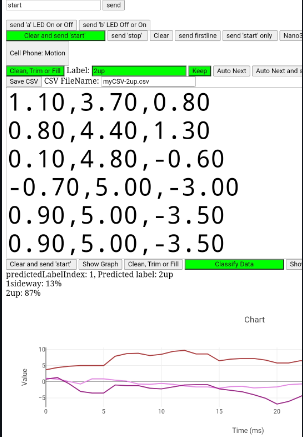 start send
send 'a' LED On or Off send 'b' LED Off or On
Clear and send 'start' send 'stop' Clear send firstline send 'start' only Nano3
Cell Phone: Motion
Clean, Trim or Fill Label: 2up Keep Auto Next Auto Next and s
Save CSV CSV FileName: myCSV-2up.csv
1.10,3.70,0.80
0.80,4.40,1.30
0.10,4.80,-0.60
-0.70,5.00,-3.00
0.90,5.00,-3.50
0.90,5.00,-3.50
Clear and send 'start' Show Graph Clean, Trim or Fill Classify Data Show
predictedLabelIndex: 1, Predicted label: 2up
1sideway: 13%
2up: 87%
Chart
10
5
0
-5
Value
0 5 10 15 20
Time (ms)